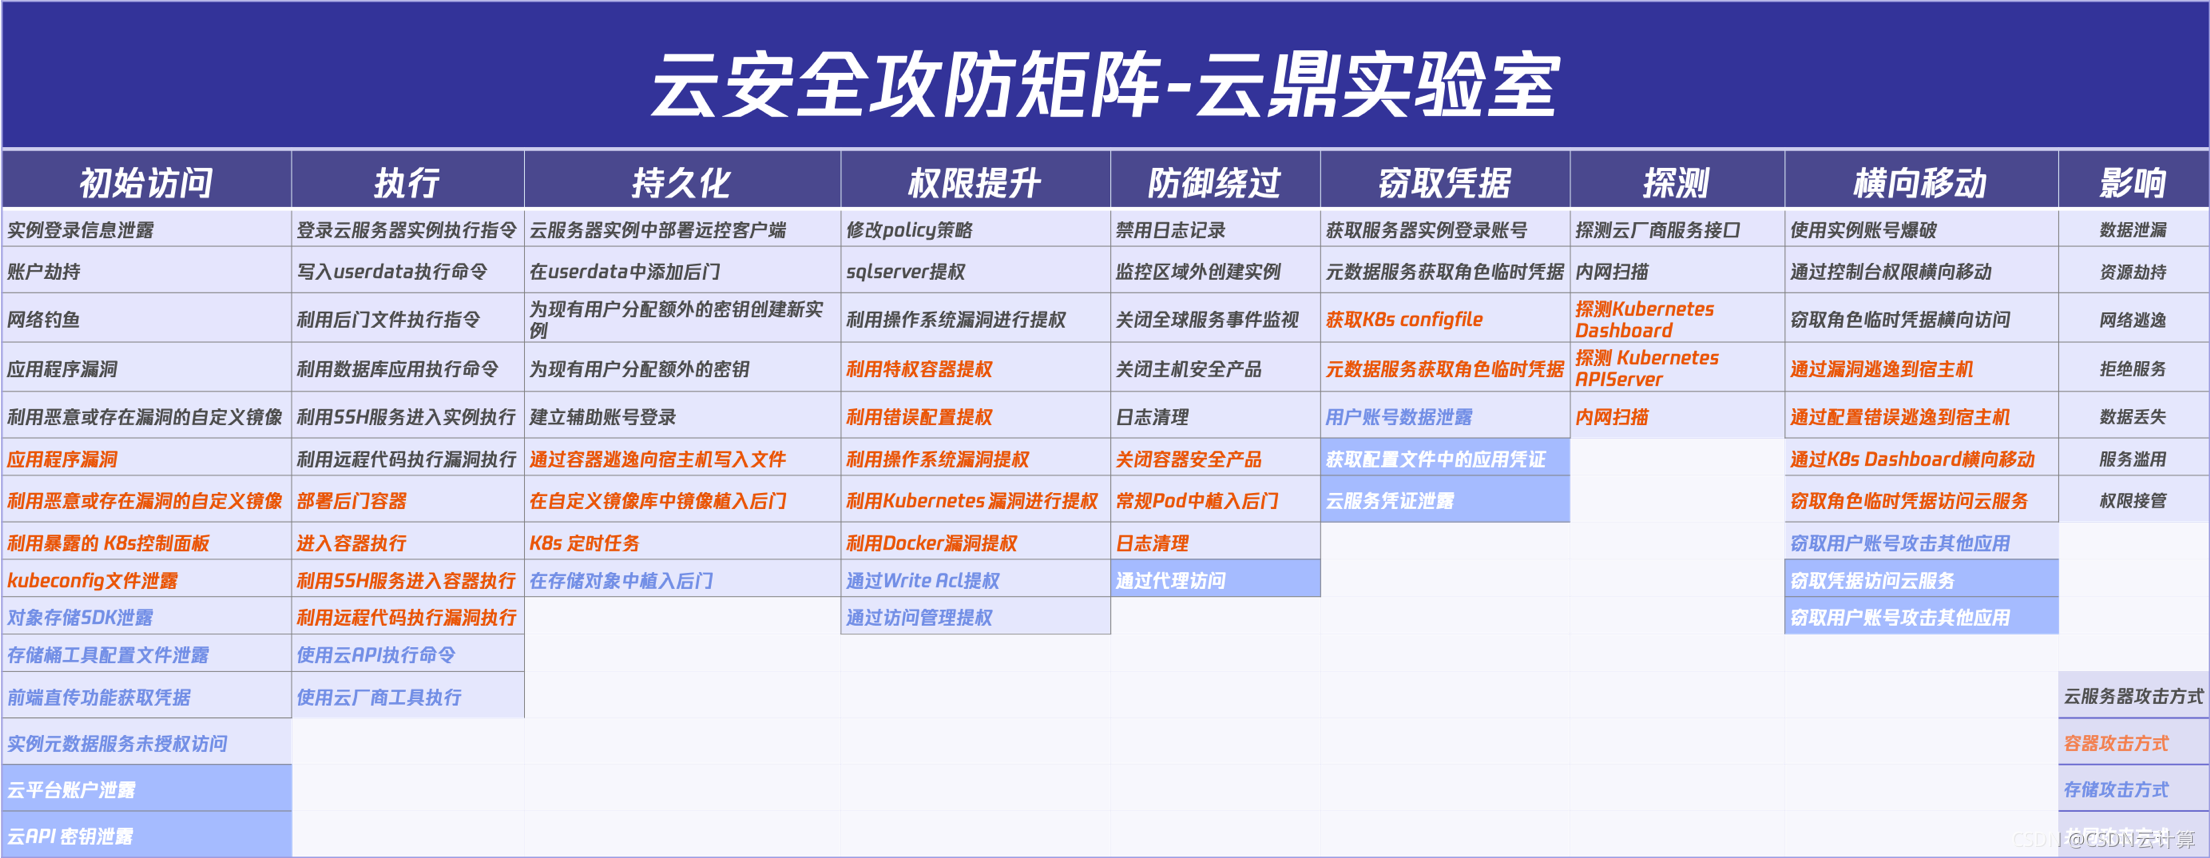 云安全攻防矩阵-云鼎实验室
初始访问 执行 持久化 权限提升 防御绕过 窃取凭据 探测 横向移动 影响
实例登录信息泄露 登录云服务器实例执行指令 云服务器实例中部署远控客户端 修改policy策略 禁用日志记录 获取服务器实例登录账号 探测云厂商服务接口 使用实例账号爆破 数据泄漏
账户劫持 写入userdata执行命令 在userdata中添加后门 sqlserver提权 监控区域外创建实例 元数据服务获取角色临时凭据 内网扫描 通过控制台权限横向移动 资源劫持
网络钓鱼 利用后门文件执行指令 为现有用户分配额外的密钥创建新实
例 利用操作系统漏洞进行提权 关闭全球服务事件监视 获取K8s configfile 探测Kubernetes
Dashboard 窃取角色临时凭据横向访问 网络逃逸
应用程序漏洞 利用数据库应用执行命令 为现有用户分配额外的密钥 利用特权容器提权 关闭主机安全产品 元数据服务获取角色临时凭据 探测 Kubernetes
APIServer 通过漏洞逃逸到宿主机 拒绝服务
利用恶意或存在漏洞的自定义镜像 利用SSH服务进入实例执行 建立辅助账号登录 利用错误配置提权 日志清理 用户账号数据泄露 内网扫描 通过配置错误逃逸到宿主机 数据丢失
应用程序漏洞 利用远程代码执行漏洞执行 通过容器逃逸向宿主机写入文件 利用操作系统漏洞提权 关闭容器安全产品 获取配置文件中的应用凭证 通过K8s Dashboard横向移动 服务滥用
利用恶意或存在漏洞的自定义镜像 部署后门容器 在自定义镜像库中镜像植入后门 利用Kubernetes 漏洞进行提权 常规Pod中植入后门 云服务凭证泄露 窃取角色临时凭据访问云服务 权限接管
利用暴露的 K8s控制面板 进入容器执行 K8s 定时任务 利用Docker漏洞提权 日志清理 窃取用户账号攻击其他应用
kubeconfig文件泄露 利用SSH服务进入容器执行 在存储对象中植入后门 通过Write Acl提权 通过代理访问 窃取凭据访问云服务
对象存储SDK泄露 利用远程代码执行漏洞执行 通过访问管理提权 窃取用户账号攻击其他应用
存储桶工具配置文件泄露 使用云API执行命令
前端直传功能获取凭据 使用云厂商工具执行 云服务器攻击方式
实例元数据服务未授权访问 容器攻击方式
云平台账户泄露 存储攻击方式
云API 密钥泄露
CSDN @CSDN云计算